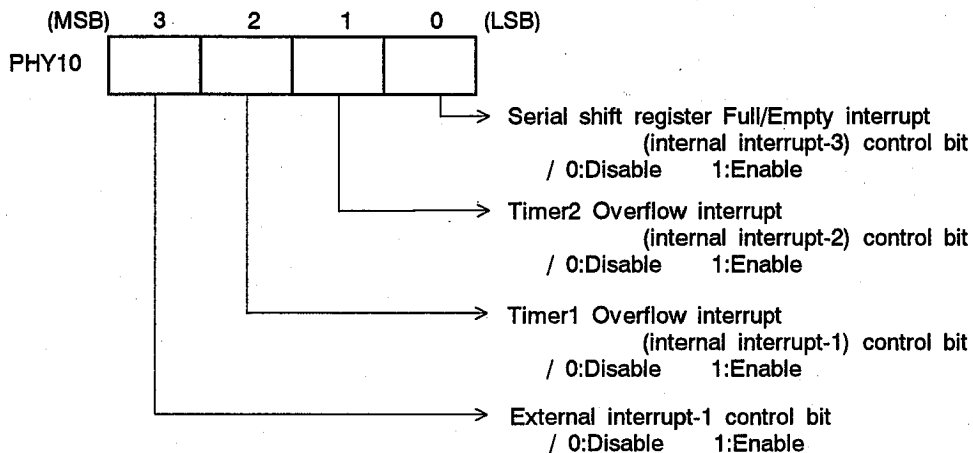 (MSB) 3 2 1 0 (LSB)
PHY10
Serial shift register Full/Empty interrupt
(internal interrupt-3) control bit
/ 0:Disable 1:Enable
Timer2 Overflow interrupt
(internal interrupt-2) control bit
/ 0:Disable 1:Enable
Timer1 Overflow interrupt
(internal interrupt-1) control bit
/ 0:Disable 1:Enable
External interrupt-1 control bit
/ 0:Disable 1:Enable